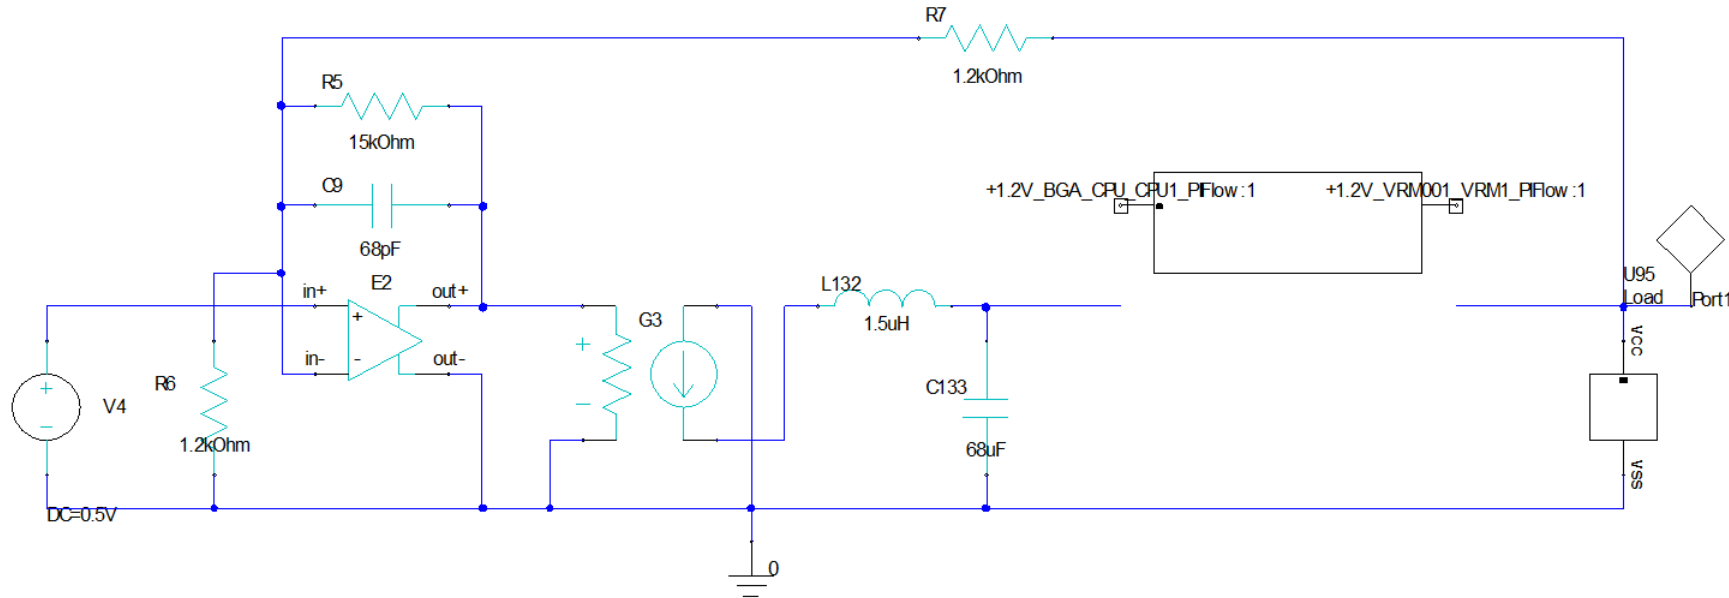 R7
1.2kOhm
R5
15kOhm
C9
68pF
+1.2V_BGA_CPU_CPU1_PIFlow :1
+1.2V_VRM001_VRM1_PIFlow :1
E2
in+
out+
+
-
in-
out-
L132
1.5uH
G3
+
−
U95
Load
Port1
VCC
VSS
V4
+
−
DC=0.5V
R6
1.2kOhm
C133
68uF
0